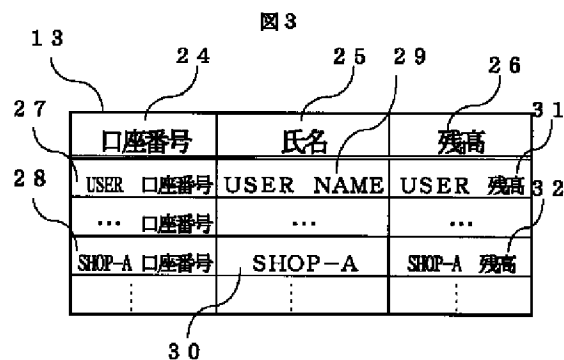 図3
13
24
25
29
26
27
31
口座番号 氏名 残高
28
USER 口座番号 USER NAME USER 残高
32
… 口座番号 … …
SHOP-A 口座番号 SHOP-A SHOP-A 残高
30